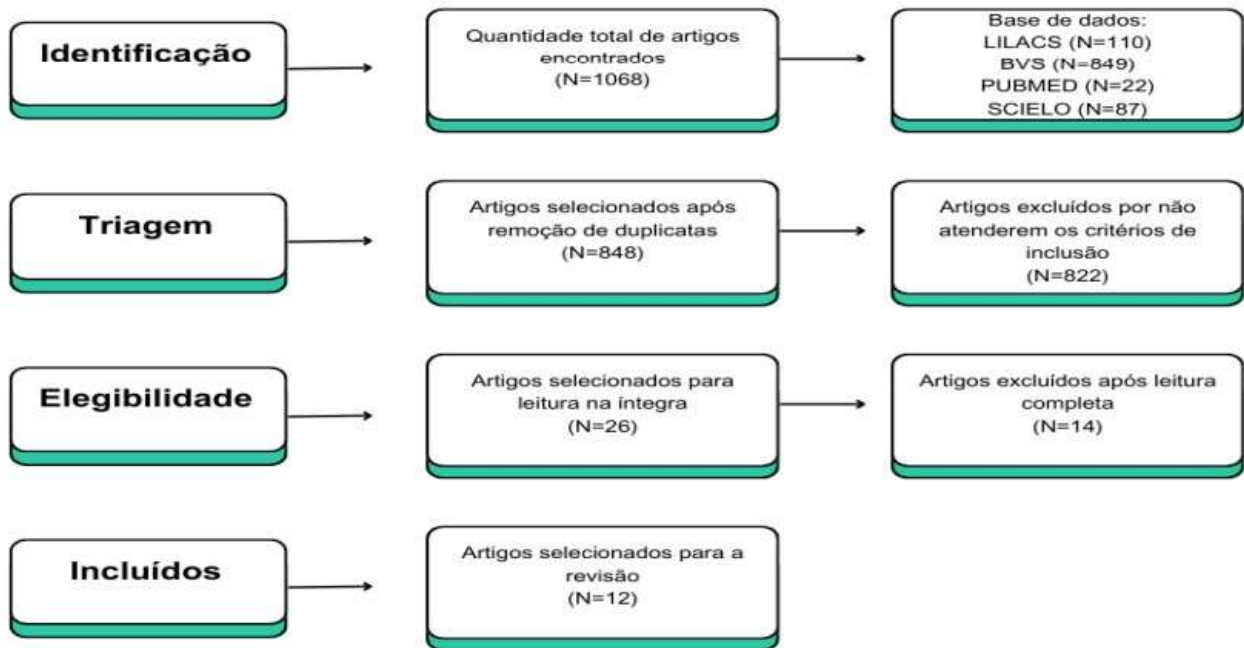 Identificação
Quantidade total de artigos
encontrados
(N=1068)
Base de dados:
LILACS (N=110)
BVS (N=849)
PUBMED (N=22)
SCIELO (N=87)
Triagem
Artigos selecionados após
remoção de duplicatas
(N=848)
Artigos excluídos por não
atenderem os critérios de
inclusão
(N=822)
Elegibilidade
Artigos selecionados para
leitura na íntegra
(N=26)
Artigos excluídos após leitura
completa
(N=14)
Incluídos
Artigos selecionados para a
revisão
(N=12)